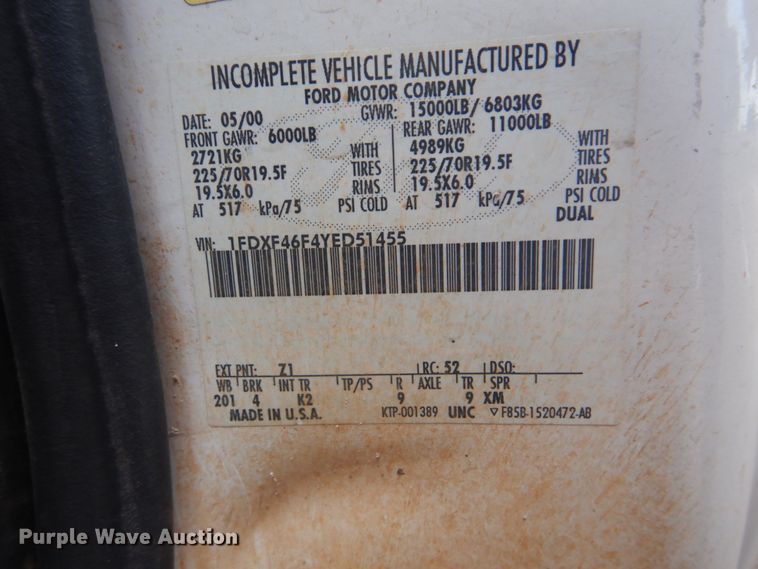 INCOMPLETE VEHICLE MANUFACTURED BY
FORD MOTOR COMPANY
DATE: 05/00 GVWR: 15000LB/ 6803KG
FRONT GAWR: 6000LB REAR GAWR: 11000LB
2721KG WITH 4989KG WITH
225/70R19.5F TIRES 225/70R19.5F TIRES
19.5X6.0 RIMS 19.5X6.0 RIMS
AT 517 kPa/75 PSI COLD AT 517 kPa/75 PSI COLD
DUAL
VIN: 1FDXF46F4YED51455
EXT PNT: Z1 RC: 52 DSO:
WB BRK INT TR TP/PS R AXLE TR SPR
201 4 K2 9 9 XM
MADE IN U.S.A. KTP-001389 UNC F85B-1520472-AB
Purple Wave Auction